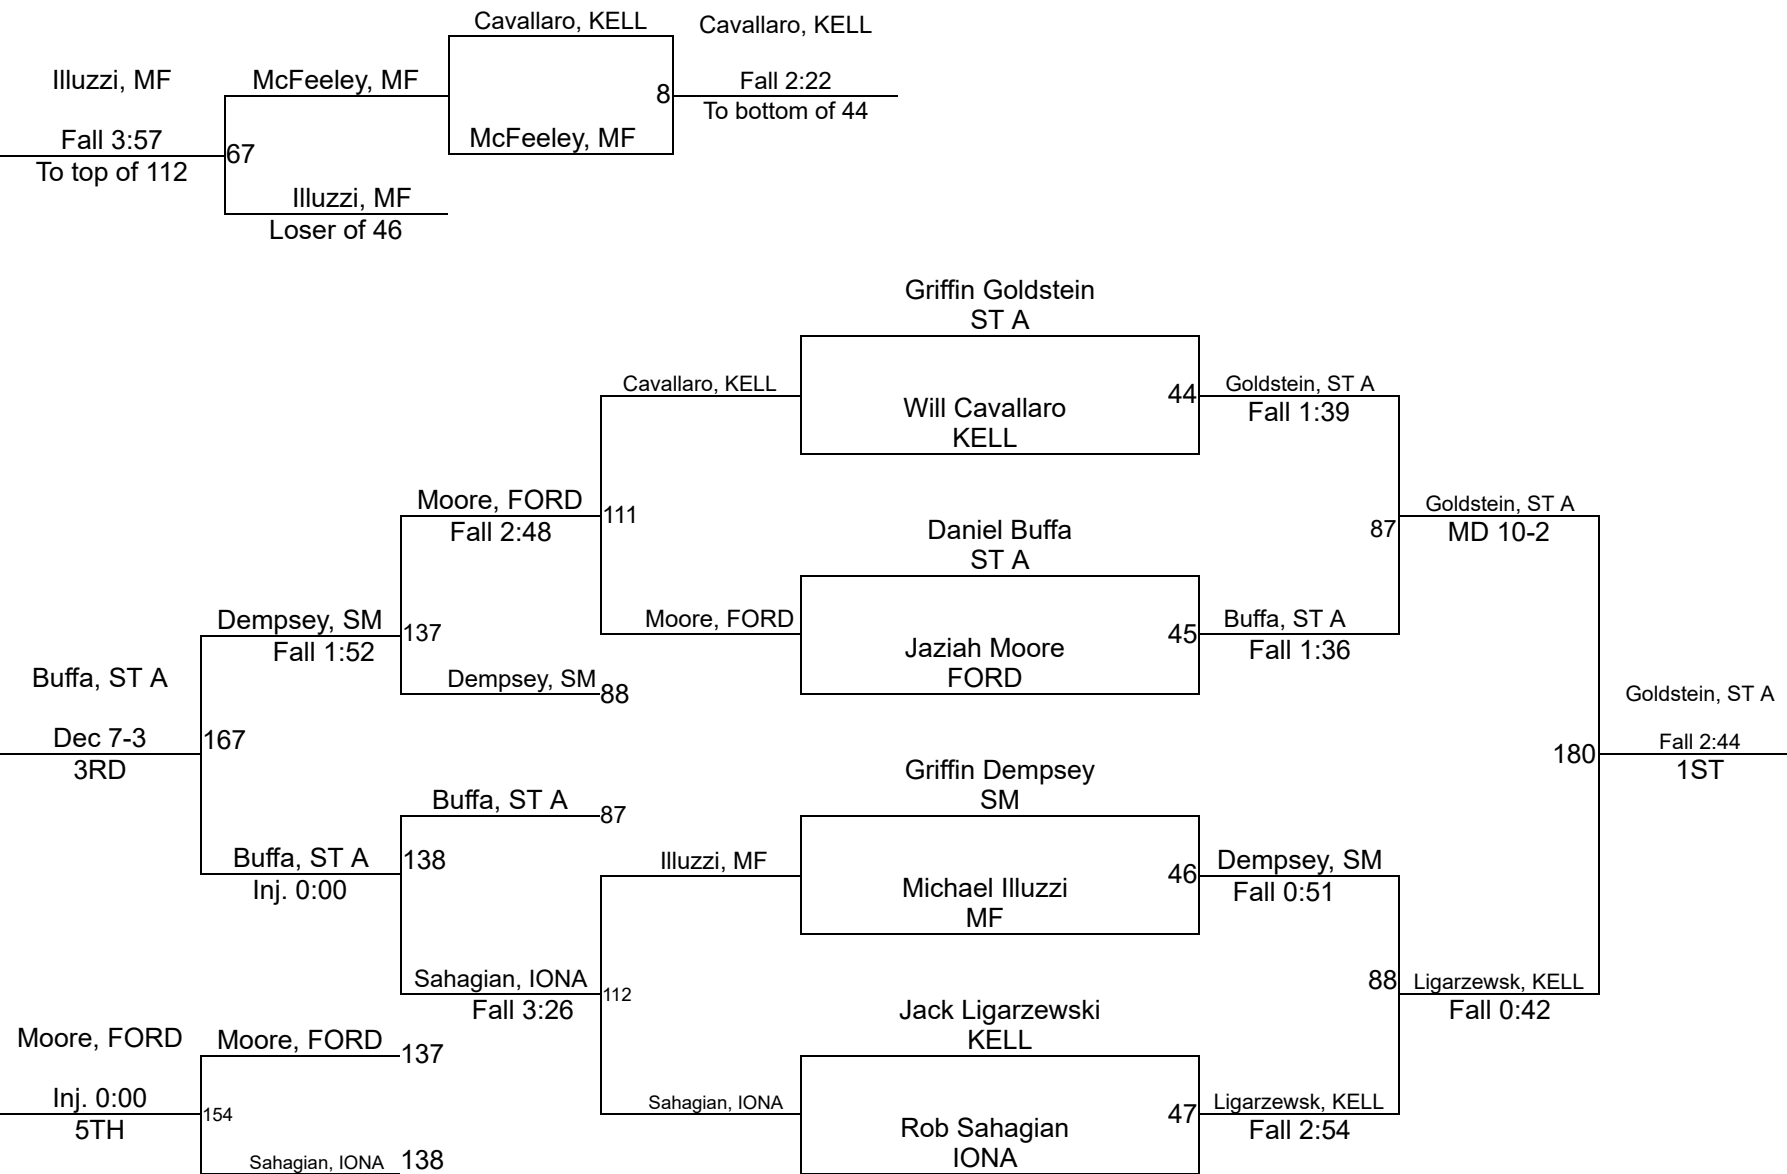 Cavallaro, KELL
Cavallaro, KELL
Illuzzi, MF
McFeeley, MF
8
Fall 2:22
To bottom of 44
Fall 3:57
67
McFeeley, MF
To top of 112
Illuzzi, MF
Loser of 46
Griffin Goldstein
ST A
Cavallaro, KELL
44
Goldstein, ST A
Will Cavallaro
Fall 1:39
KELL
Moore, FORD
111
Goldstein, ST A
Fall 2:48
Daniel Buffa
87
MD 10-2
ST A
Dempsey, SM
137
Moore, FORD
45
Buffa, ST A
Fall 1:52
Jaziah Moore
Fall 1:36
Buffa, ST A
Dempsey, SM
88
FORD
Goldstein, ST A
Dec 7-3
167
180
Fall 2:44
3RD
Griffin Dempsey
1ST
SM
Buffa, ST A
87
Buffa, ST A
138
Illuzzi, MF
46
Dempsey, SM
Inj. 0:00
Michael Illuzzi
Fall 0:51
MF
Sahagian, IONA
112
88
Ligarzewsk, KELL
Fall 3:26
Jack Ligarzewski
Fall 0:42
Moore, FORD
Moore, FORD
137
KELL
Inj. 0:00
154
Sahagian, IONA
47
Ligarzewsk, KELL
5TH
Rob Sahagian
Fall 2:54
Sahagian, IONA
138
IONA